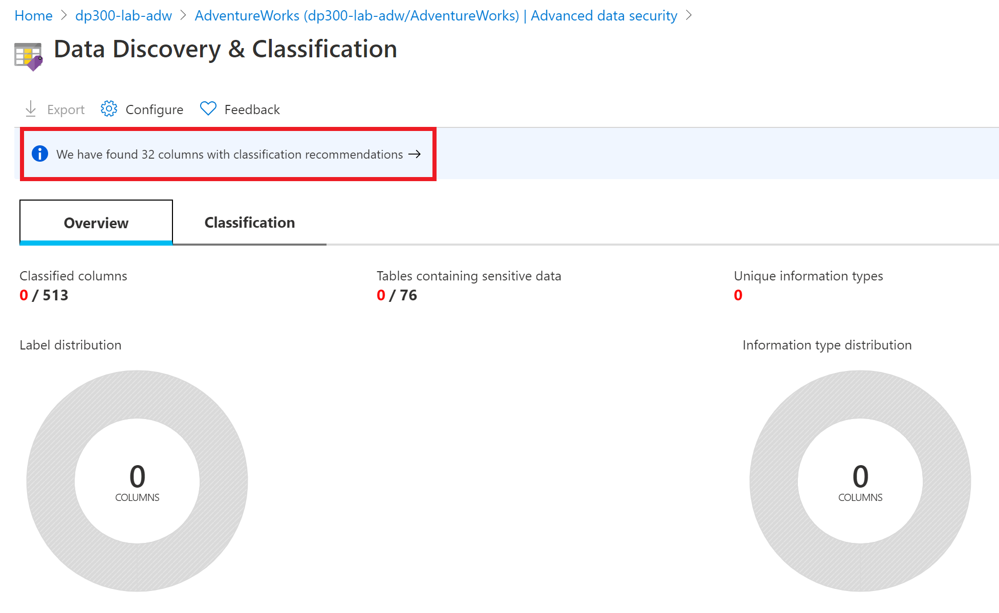 Home > dp300-lab-adw > AdventureWorks (dp300-lab-adw/AdventureWorks) | Advanced data security >
Data Discovery & Classification
Export Configure Feedback
We have found 32 columns with classification recommendations →
Overview Classification
Classified columns Tables containing sensitive data Unique information types
0 / 513 0 / 76 0
Label distribution Information type distribution
0 0
COLUMNS COLUMNS